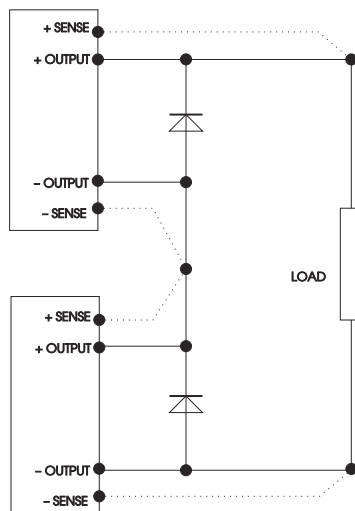 + SENSE
+ OUTPUT
– OUTPUT
– SENSE
LOAD
+ SENSE
+ OUTPUT
– OUTPUT
– SENSE